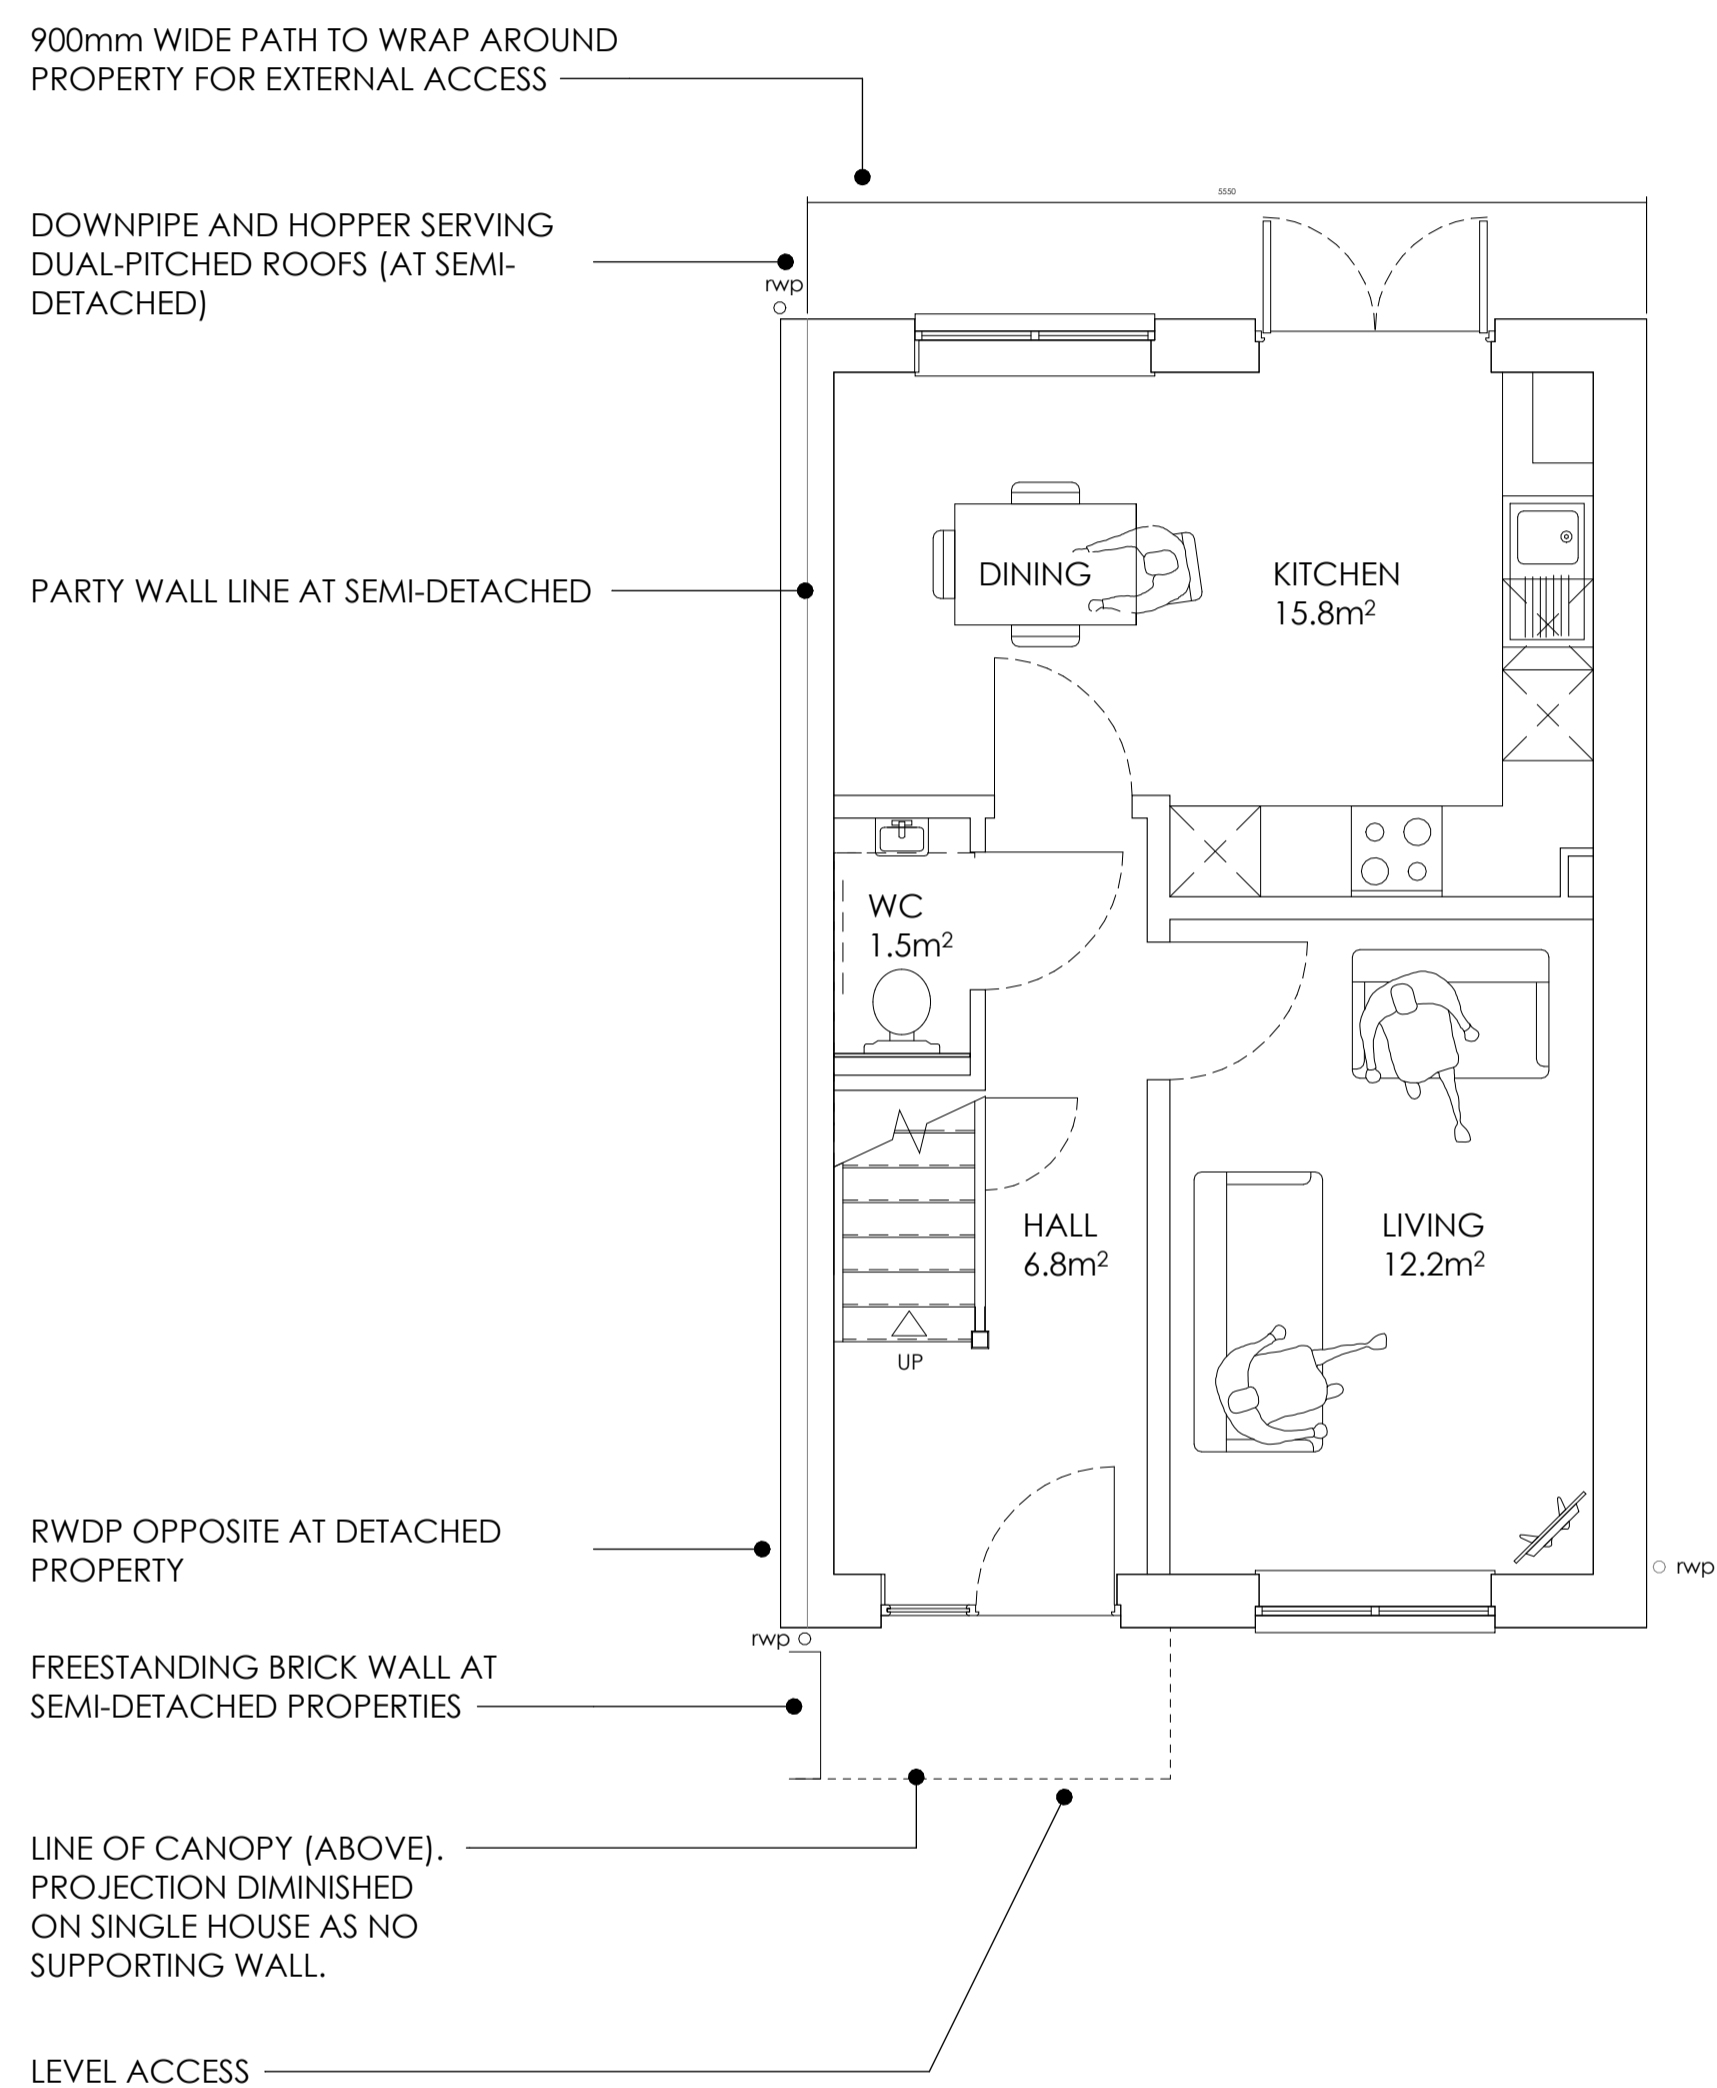 900mm WIDE PATH TO WRAP AROUND
PROPERTY FOR EXTERNAL ACCESS
5550
DOWNPIPE AND HOPPER SERVING
DUAL-PITCHED ROOFS (AT SEMI-
DETACHED)
rwp
PARTY WALL LINE AT SEMI-DETACHED
DINING
KITCHEN
15.8m²
WC
1.5m²
HALL
6.8m²
LIVING
12.2m²
UP
RWDP OPPOSITE AT DETACHED
PROPERTY
rwp
rwp
FREESTANDING BRICK WALL AT
SEMI-DETACHED PROPERTIES
LINE OF CANOPY (ABOVE).
PROJECTION DIMINISHED
ON SINGLE HOUSE AS NO
SUPPORTING WALL.
LEVEL ACCESS